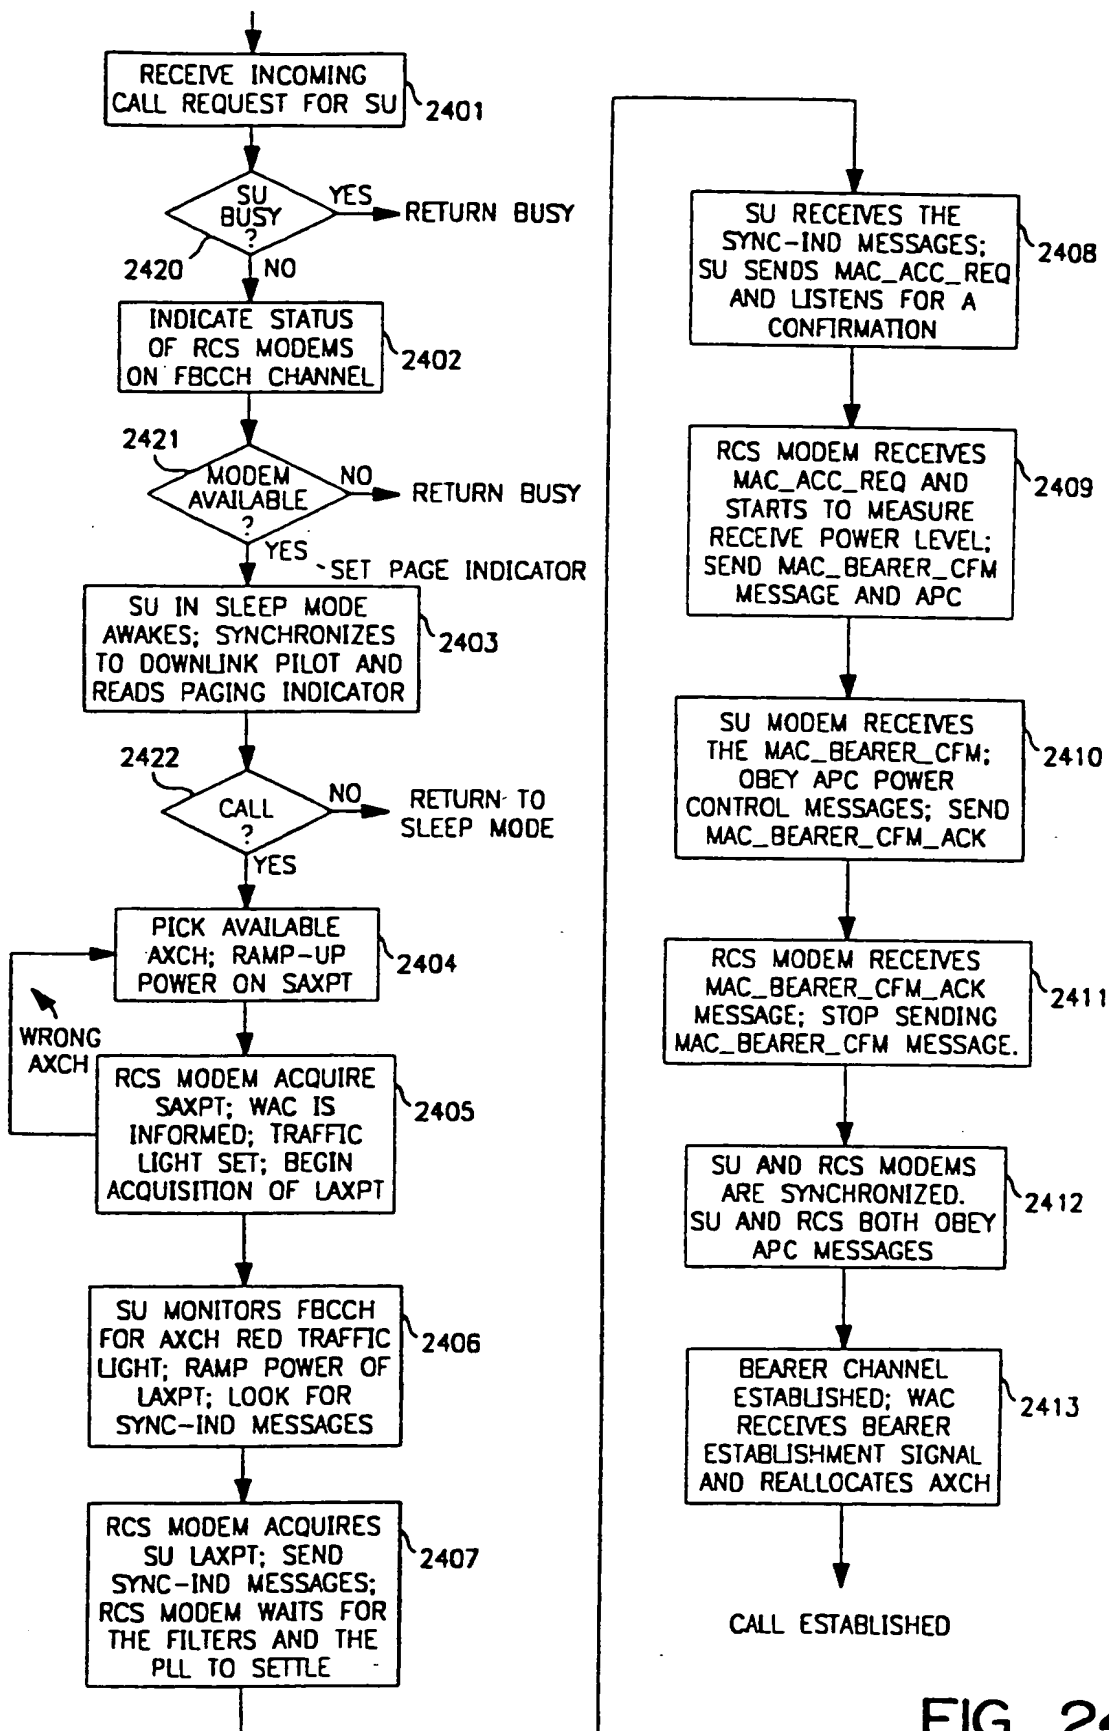 RECEIVE INCOMING
CALL REQUEST FOR SU
2401
SU
BUSY
?
YES
RETURN BUSY
2420
NO
INDICATE STATUS
OF RCS MODEMS
ON FBCCH CHANNEL
2402
2421
MODEM
AVAILABLE
?
NO
RETURN BUSY
YES
SET PAGE INDICATOR
SU IN SLEEP MODE
AWAKES; SYNCHRONIZES
TO DOWNLINK PILOT AND
READS PAGING INDICATOR
2403
2422
CALL
?
NO
RETURN TO
SLEEP MODE
YES
PICK AVAILABLE
AXCH; RAMP-UP
POWER ON SAXPT
2404
WRONG
AXCH
RCS MODEM ACQUIRE
SAXPT; WAC IS
INFORMED; TRAFFIC
LIGHT SET; BEGIN
ACQUISITION OF LAXPT
2405
SU MONITORS FBCCH
FOR AXCH RED TRAFFIC
LIGHT; RAMP POWER OF
LAXPT; LOOK FOR
SYNC-IND MESSAGES
2406
RCS MODEM ACQUIRES
SU LAXPT; SEND
SYNC-IND MESSAGES;
RCS MODEM WAITS FOR
THE FILTERS AND THE
PLL TO SETTLE
2407
SU RECEIVES THE
SYNC-IND MESSAGES;
SU SENDS MAC_ACC_REQ
AND LISTENS FOR A
CONFIRMATION
2408
RCS MODEM RECEIVES
MAC_ACC_REQ AND
STARTS TO MEASURE
RECEIVE POWER LEVEL;
SEND MAC_BEARER_CFM
MESSAGE AND APC
2409
SU MODEM RECEIVES
THE MAC_BEARER_CFM;
OBEY APC POWER
CONTROL MESSAGES; SEND
MAC_BEARER_CFM_ACK
2410
RCS MODEM RECEIVES
MAC_BEARER_CFM_ACK
MESSAGE; STOP SENDING
MAC_BEARER_CFM MESSAGE.
2411
SU AND RCS MODEMS
ARE SYNCHRONIZED.
SU AND RCS BOTH OBEY
APC MESSAGES
2412
BEARER CHANNEL
ESTABLISHED; WAC
RECEIVES BEARER
ESTABLISHMENT SIGNAL
AND REALLOCATES AXCH
2413
CALL ESTABLISHED
FIG